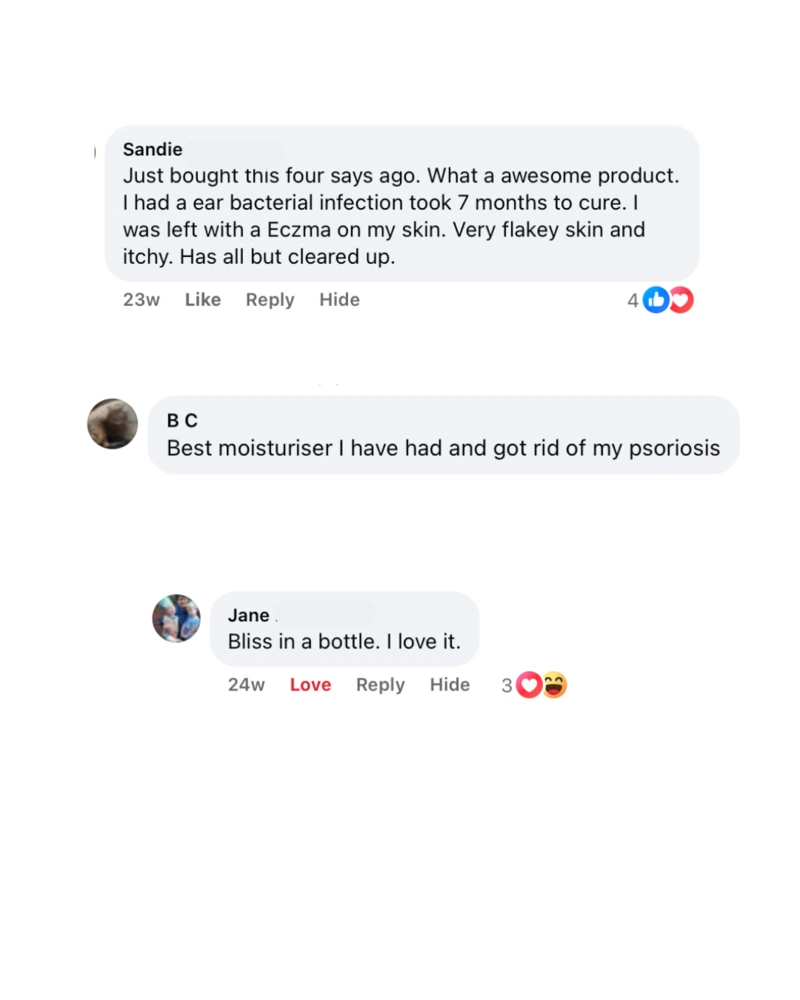 Sandie
Just bought this four says ago. What a awesome product.
I had a ear bacterial infection took 7 months to cure. I
was left with a Eczma on my skin. Very flakey skin and
itchy. Has all but cleared up.
23w Like Reply Hide 4
B C
Best moisturiser I have had and got rid of my psoriosis
Jane
Bliss in a bottle. I love it.
24w Love Reply Hide 3